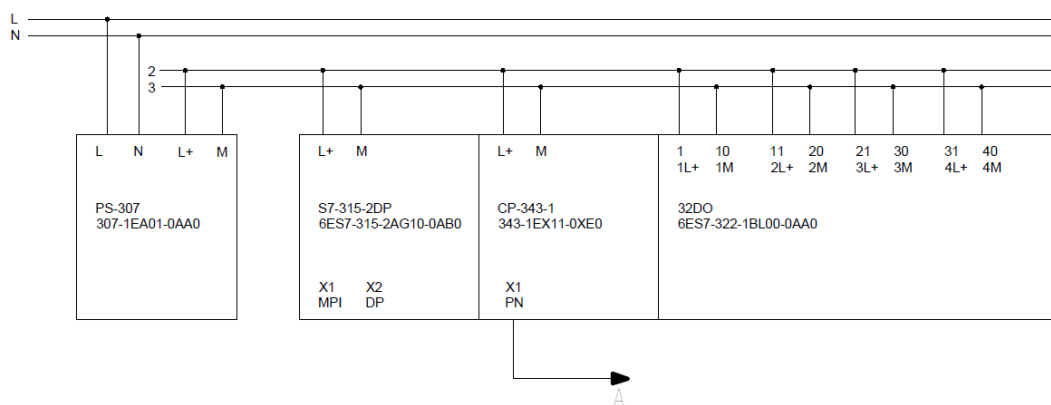 L
N
2
3
L N L+ M
L+ M
L+ M
1 10 11 20 21 30 31 40
1L+ 1M 2L+ 2M 3L+ 3M 4L+ 4M
PS-307
307-1EA01-0AA0
S7-315-2DP
6ES7-315-2AG10-0AB0
CP-343-1
343-1EX11-0XE0
32DO
6ES7-322-1BL00-0AA0
X1 X2
MPI DP
X1
PN
A